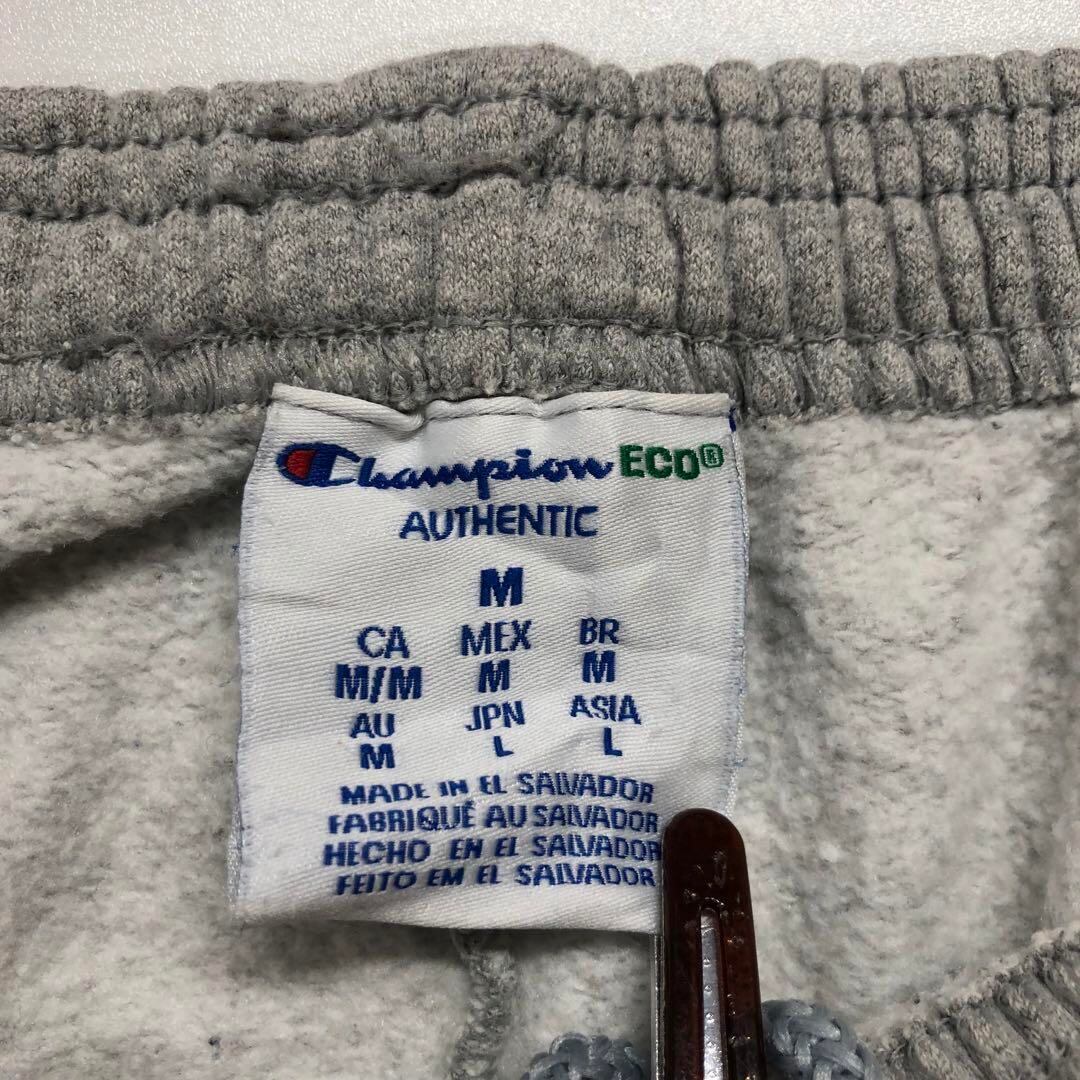 Champion ECO®
AUTHENTIC
M
CA MEX BR
M/M M M
AU JPN ASIA
M L L
MADE IN EL SALVADOR
FABRIQUÉ AU SALVADOR
HECHO EN EL SALVADOR
FEITO EM EL SALVADOR